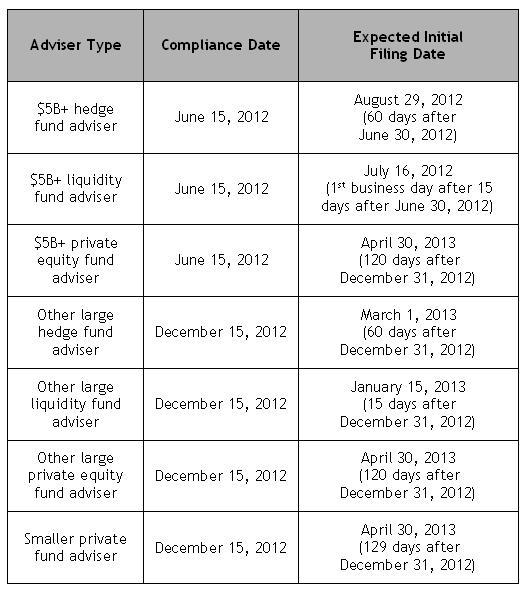 Adviser Type
Compliance Date
Expected Initial
Filing Date
$5B+ hedge
fund adviser
June 15, 2012
August 29, 2012
(60 days after
June 30, 2012)
$5B+ liquidity
fund adviser
June 15, 2012
July 16, 2012
(1st business day after 15
days after June 30, 2012)
$5B+ private
equity fund
adviser
June 15, 2012
April 30, 2013
(120 days after
December 31, 2012)
Other large
hedge fund
adviser
December 15, 2012
March 1, 2013
(60 days after
December 31, 2012)
Other large
liquidity fund
adviser
December 15, 2012
January 15, 2013
(15 days after
December 31, 2012)
Other large
private equity
fund adviser
December 15, 2012
April 30, 2013
(120 days after
December 31, 2012)
Smaller private
fund adviser
December 15, 2012
April 30, 2013
(129 days after
December 31, 2012)